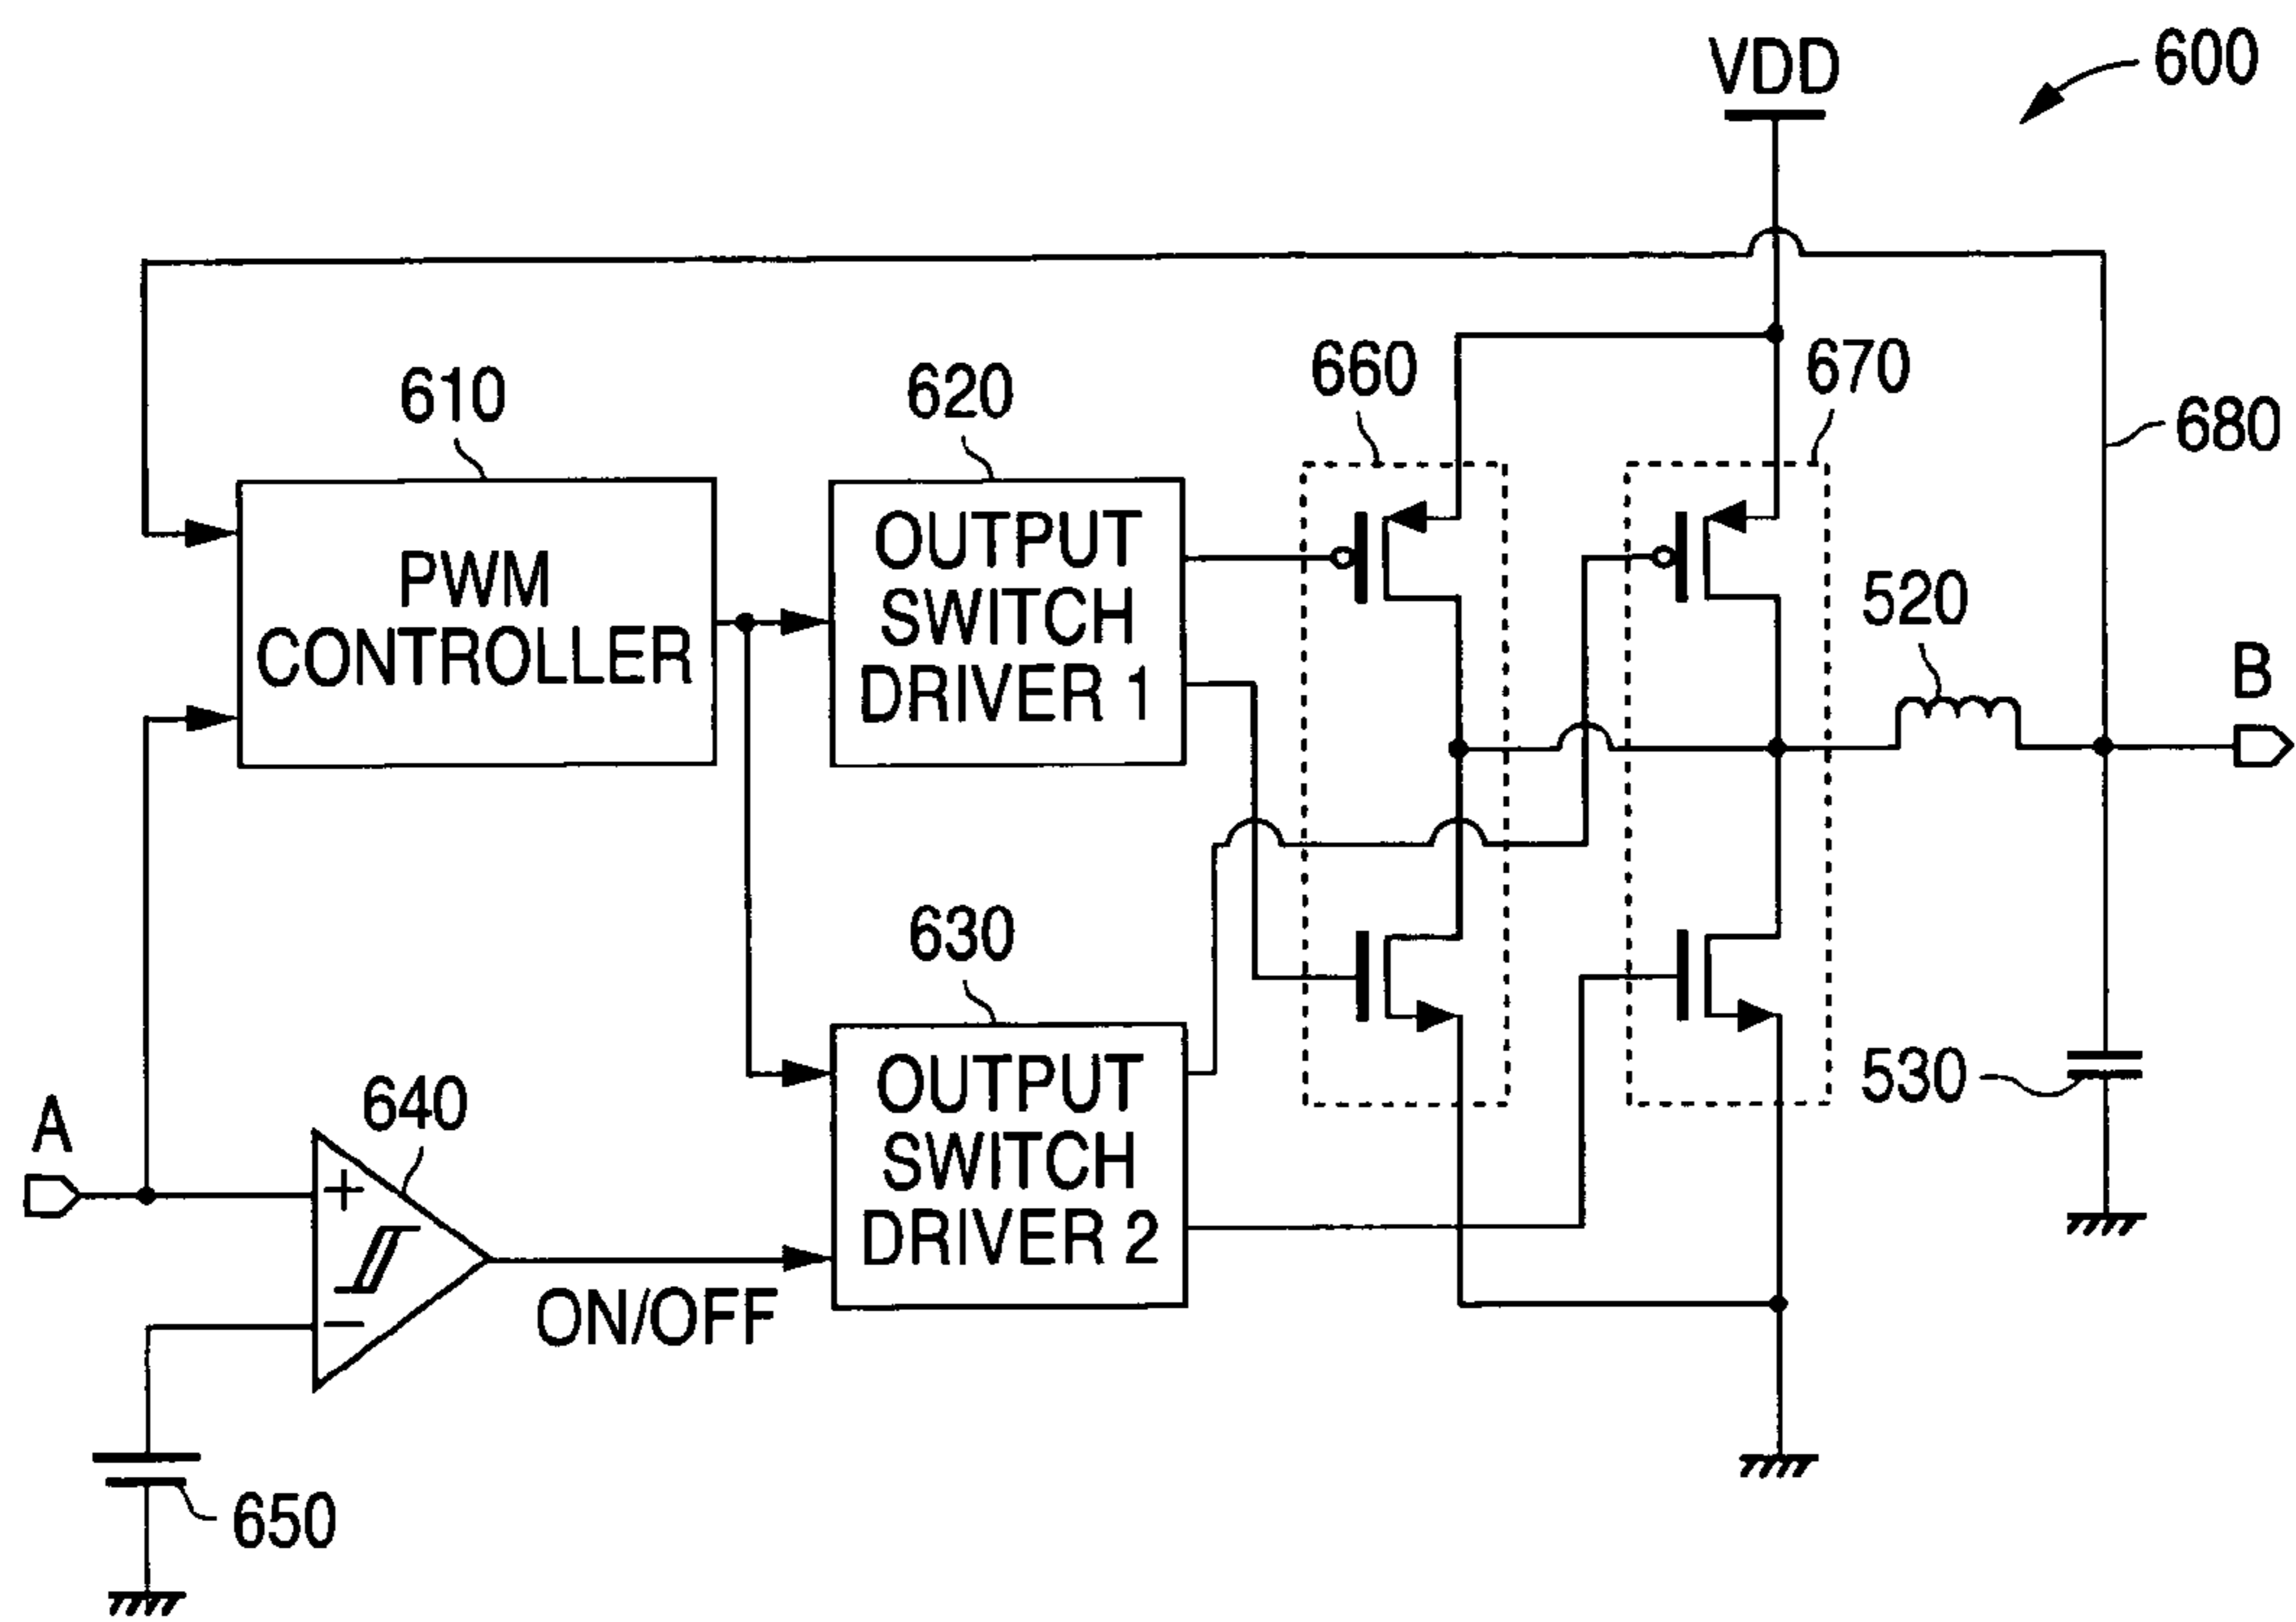 600
VDD
660
670
610
620
680
PWM
CONTROLLER
OUTPUT
SWITCH
DRIVER 1
520
B
630
640
A
+
−
OUTPUT
SWITCH
DRIVER 2
530
ON/OFF
650